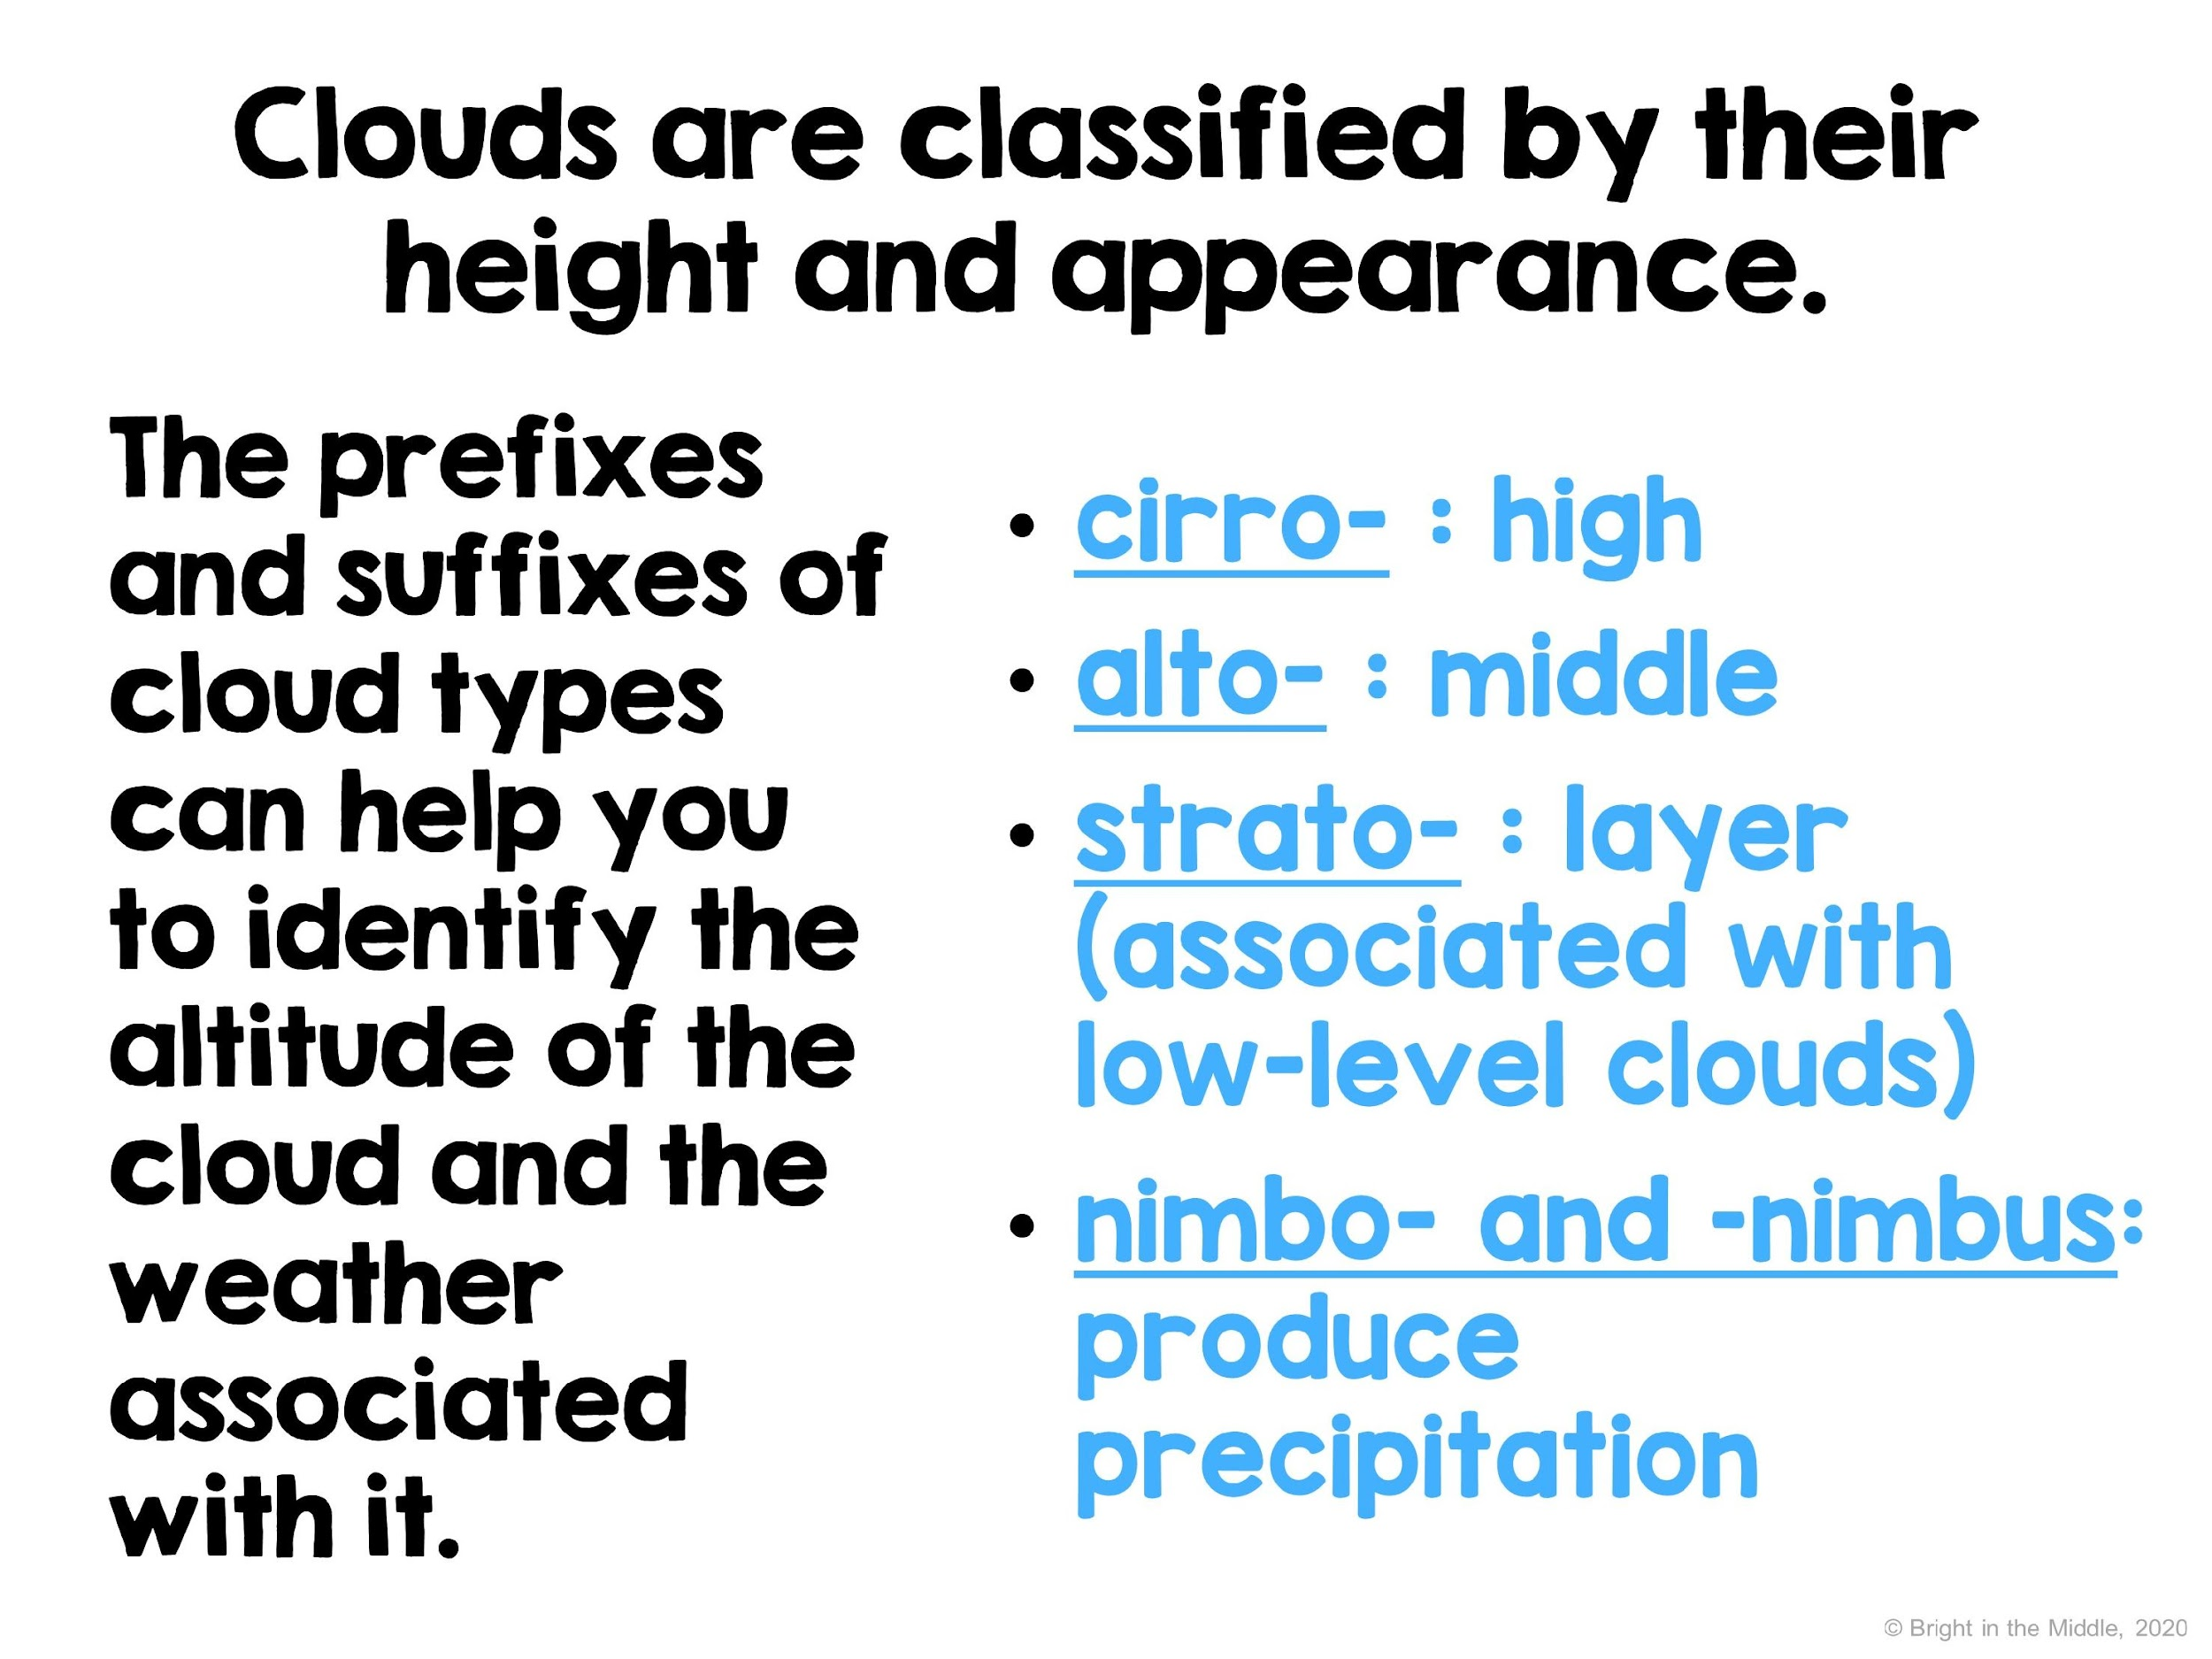 Clouds are classified by their
height and appearance.
The prefixes
and suffixes of
cloud types
can help you
to identify the
altitude of the
cloud and the
weather
associated
with it.
• cirro- : high
• alto- : middle
• strato- : layer
(associated with
low-level clouds)
• nimbo- and -nimbus:
produce
precipitation
© Bright in the Middle, 2020